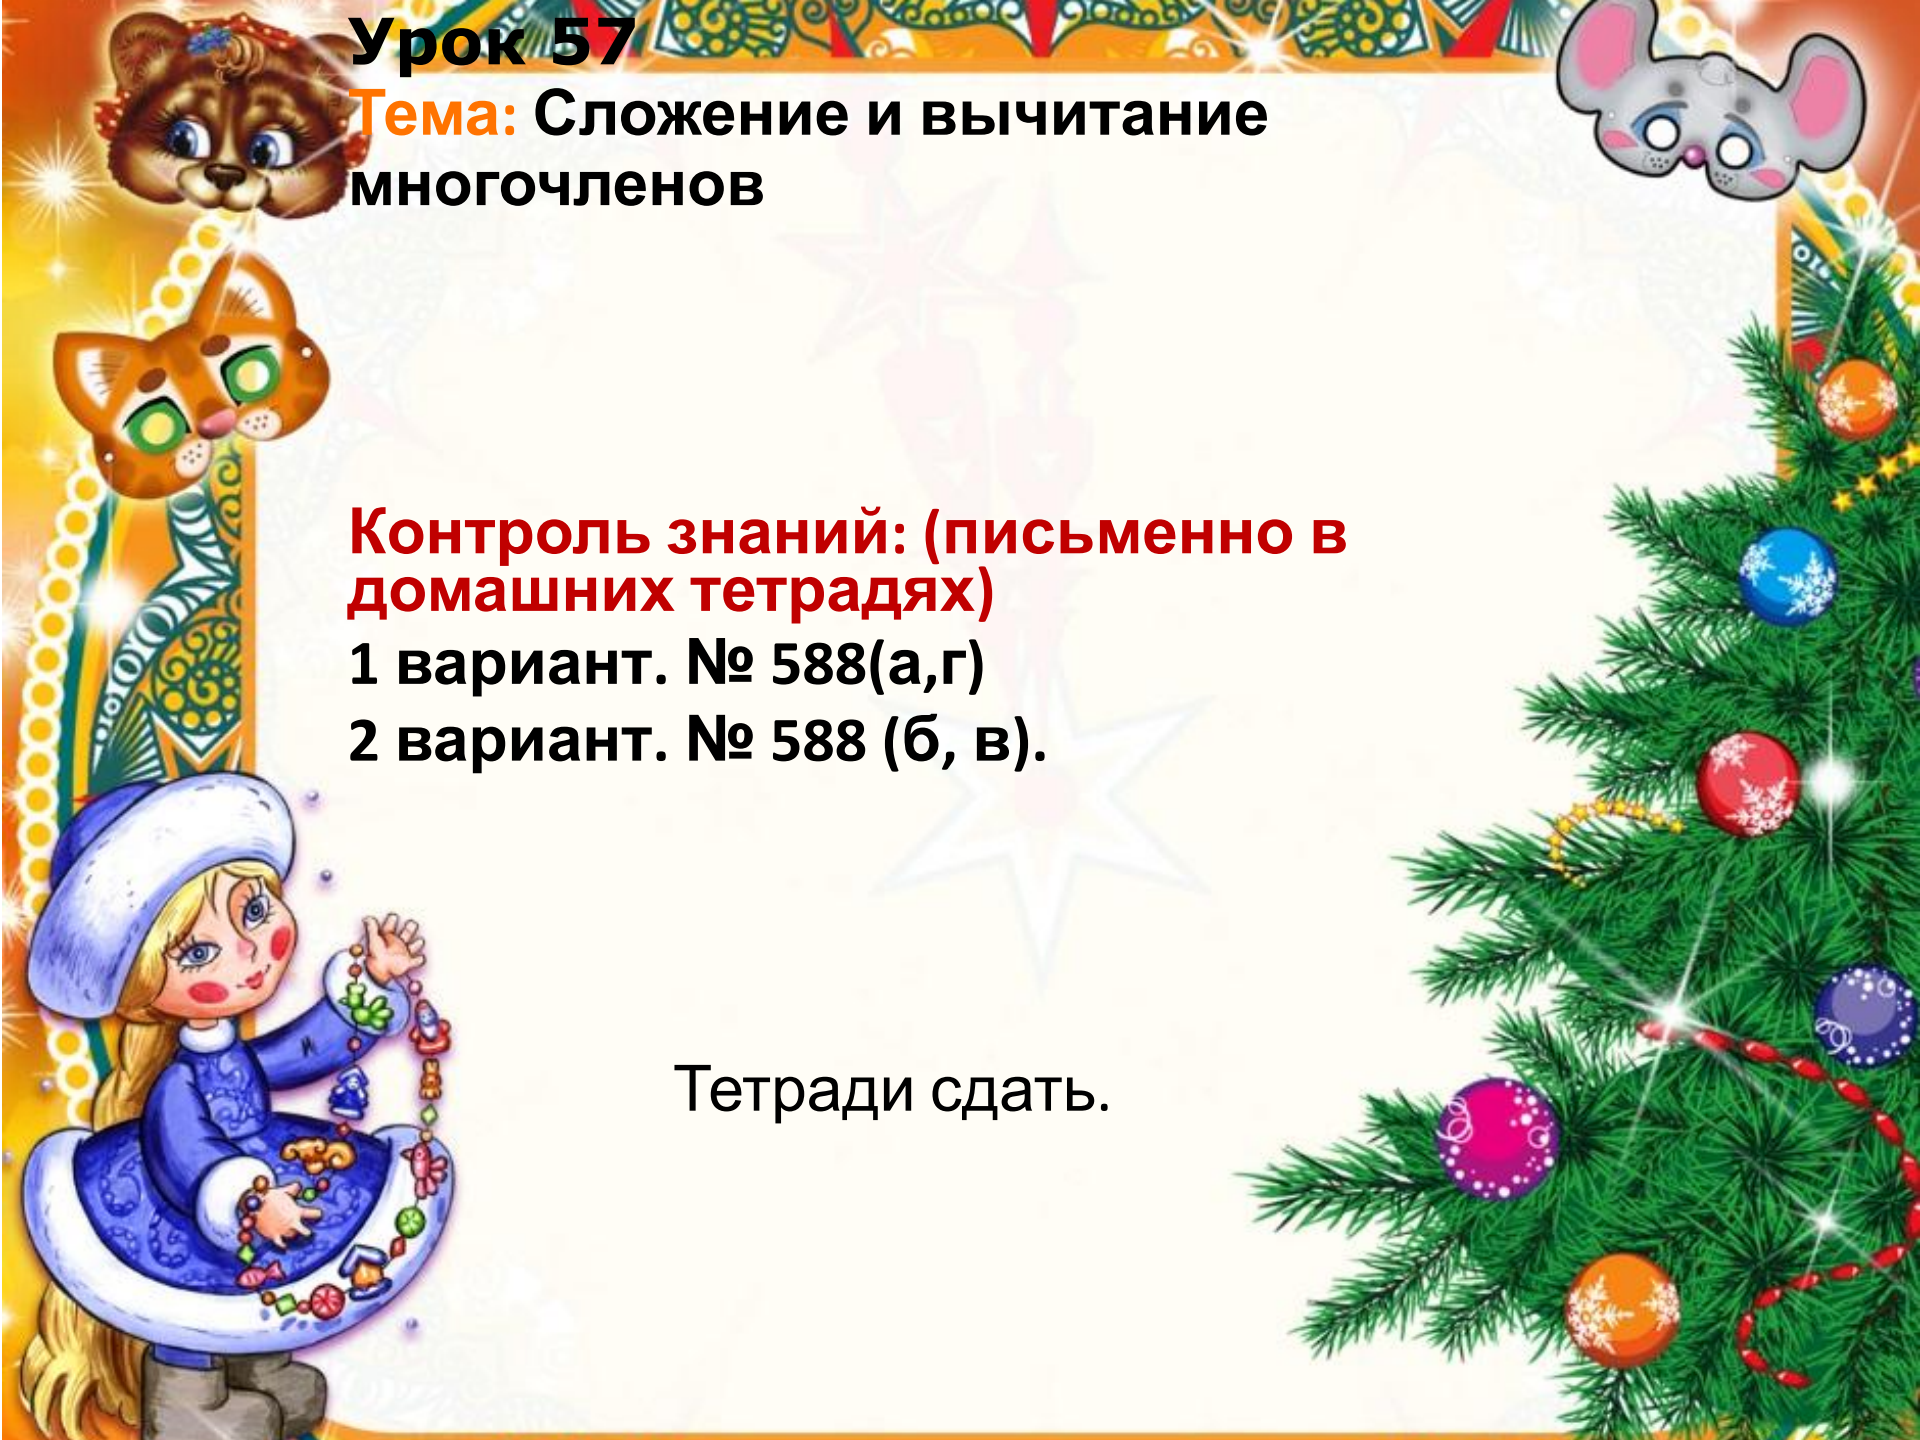 Урок 57
Тема: Сложение и вычитание
многочленов
Контроль знаний: (письменно в
домашних тетрадях)
1 вариант. № 588(а,г)
2 вариант. № 588 (б, в).
Тетради сдать.